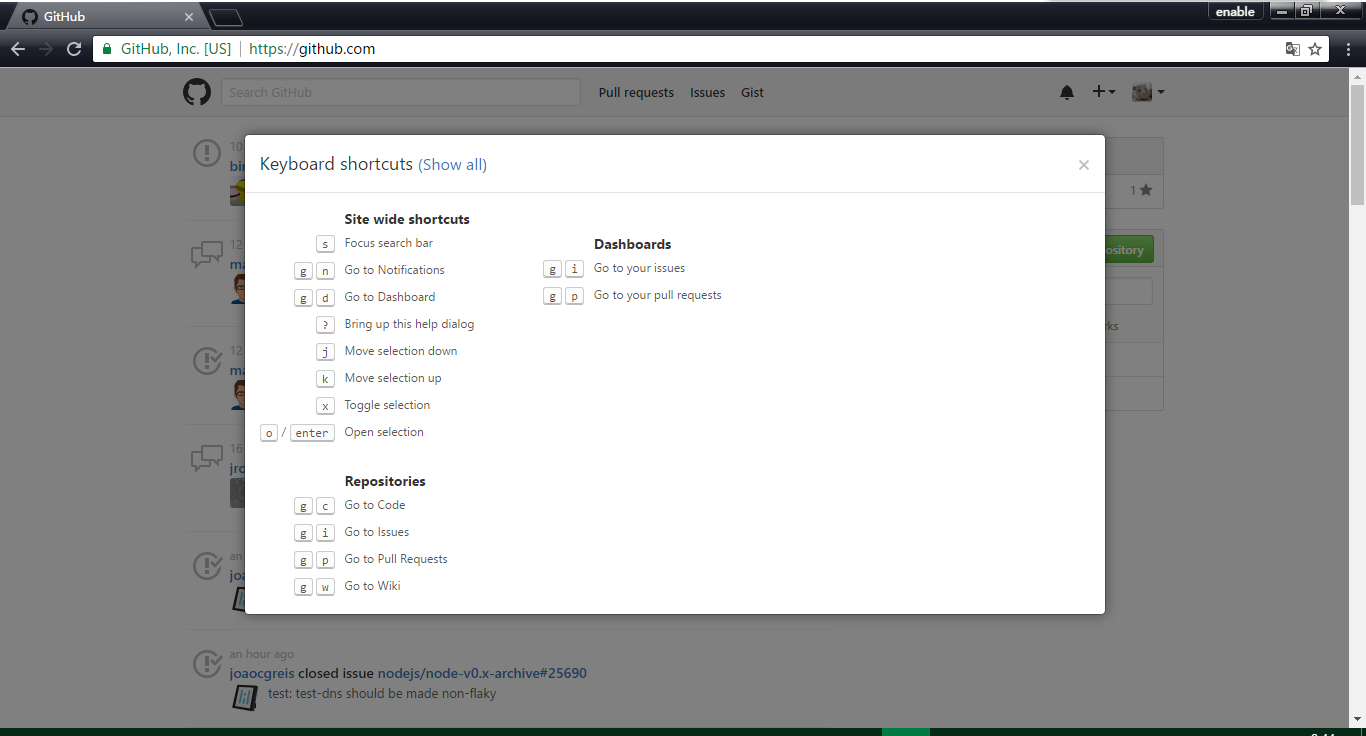 GitHub
enable
GitHub, Inc. [US] https://github.com
Search GitHub
Pull requests Issues Gist
Keyboard shortcuts (Show all)
Site wide shortcuts
s Focus search bar
g n Go to Notifications
g d Go to Dashboard
? Bring up this help dialog
j Move selection down
k Move selection up
x Toggle selection
o / enter Open selection
Dashboards
g i Go to your issues
g p Go to your pull requests
Repositories
g c Go to Code
g i Go to Issues
g p Go to Pull Requests
g w Go to Wiki
1
an hour ago
joaocgreis closed issue nodejs/node-v0.x-archive#25690
test: test-dns should be made non-flaky